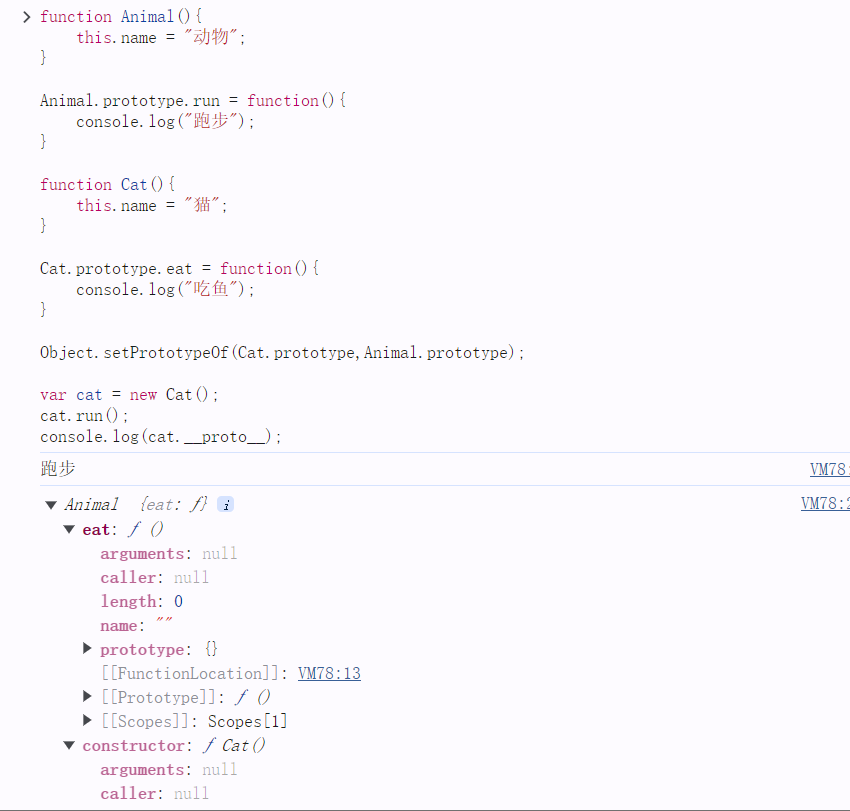 function Animal(){
this.name = "动物";
}
Animal.prototype.run = function(){
console.log("跑步");
}
function Cat(){
this.name = "猫";
}
Cat.prototype.eat = function(){
console.log("吃鱼");
}
Object.setPrototypeOf(Cat.prototype,Animal.prototype);
var cat = new Cat();
cat.run();
console.log(cat.__proto__);
跑步 VM78:
Animal {eat: ƒ} i VM78:2
eat: ƒ ()
arguments: null
caller: null
length: 0
name: ""
prototype: {}
[[FunctionLocation]]: VM78:13
[[Prototype]]: ƒ ()
[[Scopes]]: Scopes[1]
constructor: ƒ Cat()
arguments: null
caller: null